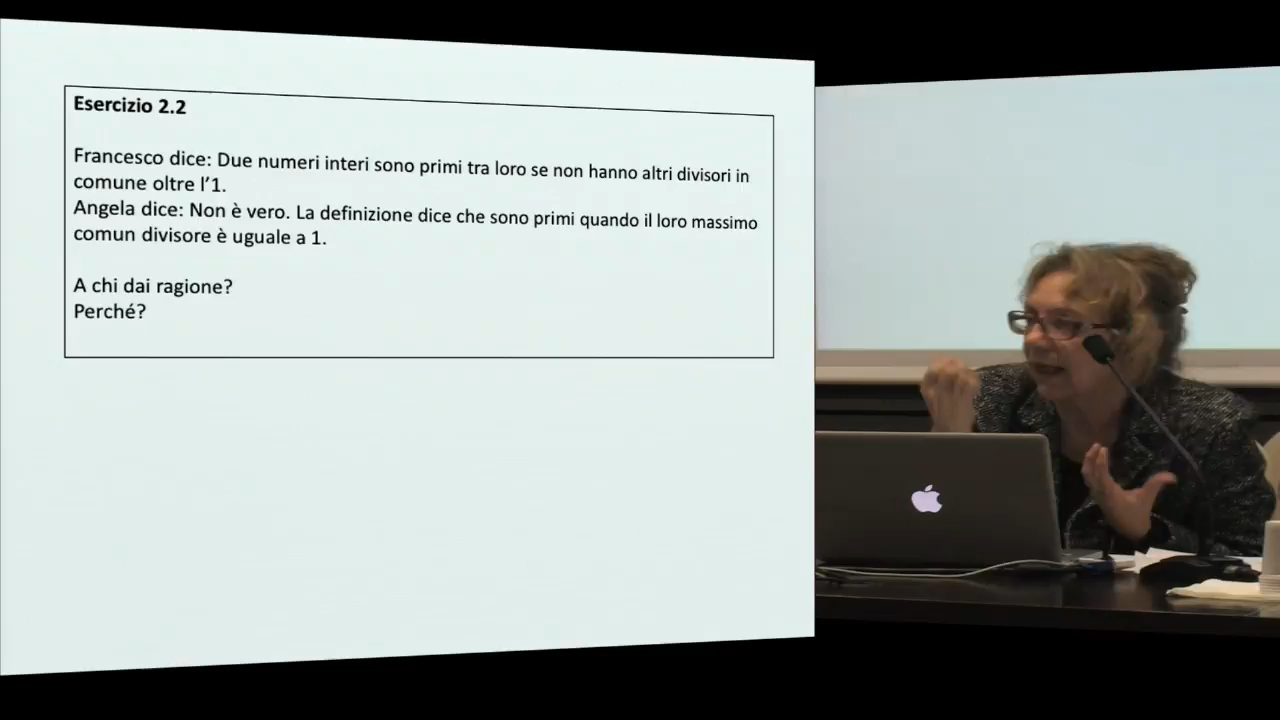 Esercizio 2.2
Francesco dice: Due numeri interi sono primi tra loro se non hanno altri divisori in
comune oltre l’1.
Angela dice: Non è vero. La definizione dice che sono primi quando il loro massimo
comun divisore è uguale a 1.
A chi dai ragione?
Perché?